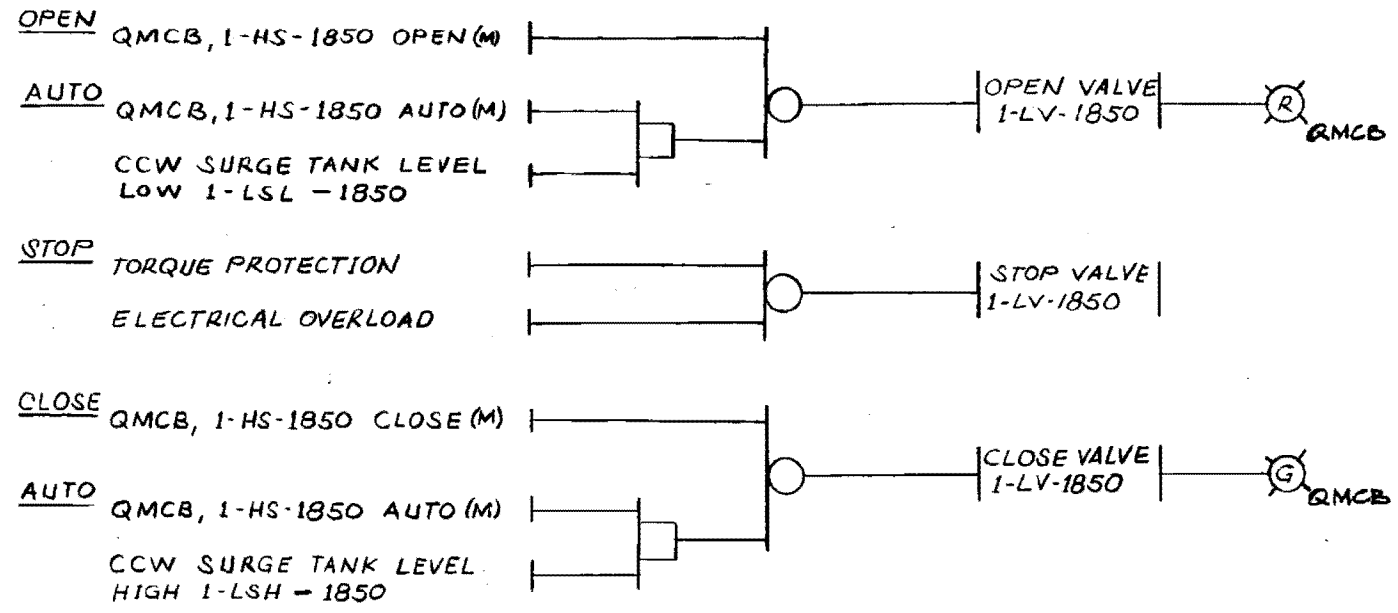 OPEN QMCB, 1-HS-1850 OPEN (M)
AUTO QMCB, 1-HS-1850 AUTO (M)
CCW SURGE TANK LEVEL
LOW 1-LSL-1850
OPEN VALVE
1-LV-1850
R
QMCB
STOP TORQUE PROTECTION
ELECTRICAL OVERLOAD
STOP VALVE
1-LV-1850
CLOSE QMCB, 1-HS-1850 CLOSE (M)
AUTO QMCB, 1-HS-1850 AUTO (M)
CCW SURGE TANK LEVEL
HIGH 1-LSH-1850
CLOSE VALVE
1-LV-1850
G
QMCB